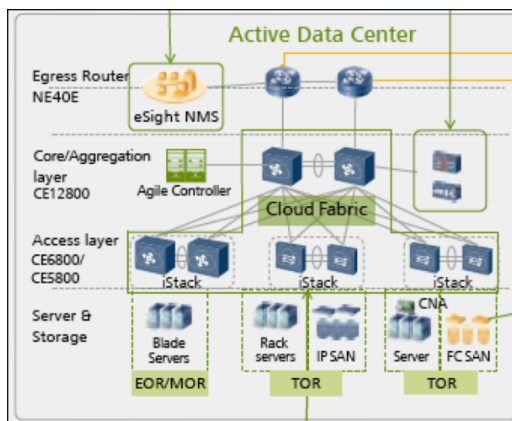 Active Data Center
Egress Router
NE40E
eSight NMS
Core/Aggregation
layer
CE12800
Agile Controller
Cloud Fabric
Access layer
CE6800/
CE5800
iStack
iStack
iStack
CNA
Server &
Storage
Blade
Servers
Rack
servers
IP SAN
Server
FC SAN
EOR/MOR
TOR
TOR